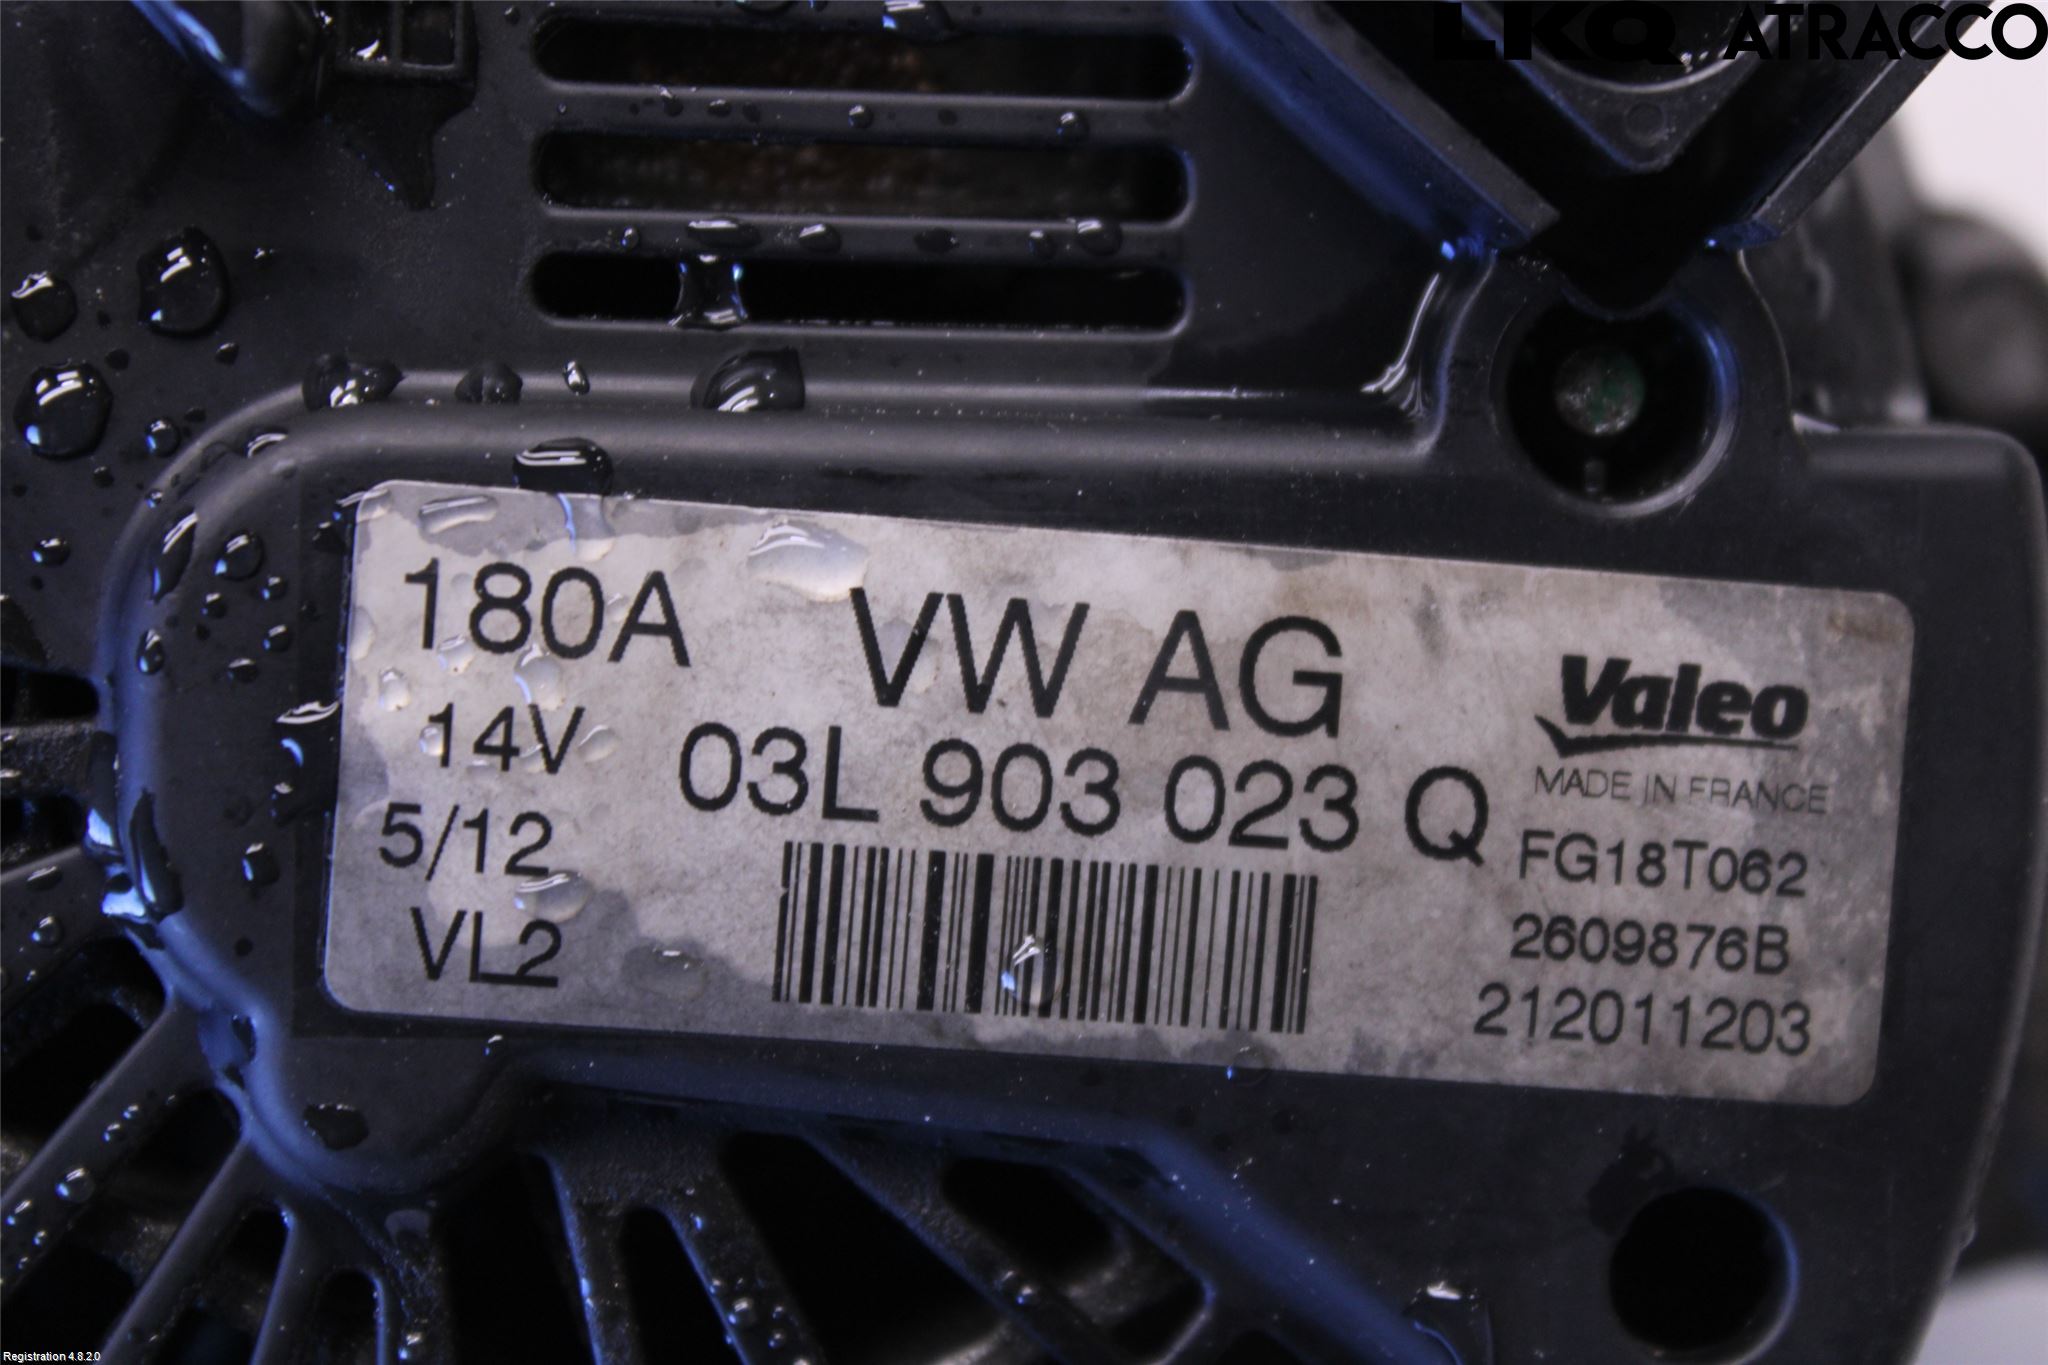 LKQ ATRACCO
180A
14V
5/12
VL2
VW AG
03L 903 023 Q
Valeo
MADE IN FRANCE
FG18T062
2609876B
212011203
Registration 4.8.2.0